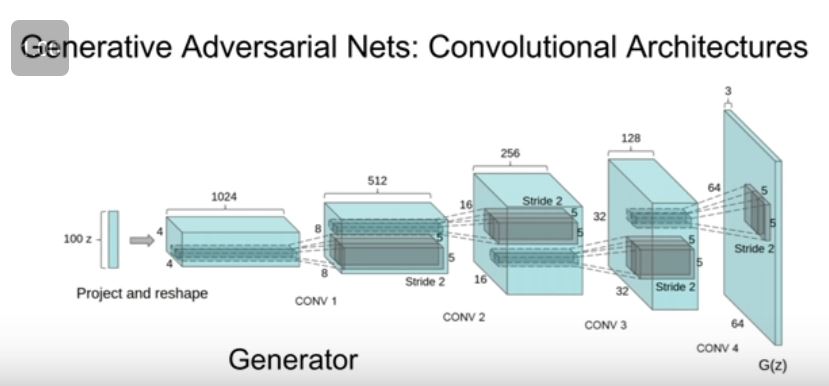 Generative Adversarial Nets: Convolutional Architectures
3
128
256
512
1024
64
16
Stride 2
5
5
5
32
5
8
4
100 z
5
5
5
Stride 2
4
8
Stride 2
16
5
32
Stride 2
Project and reshape
CONV 1
CONV 2
CONV 3
64
CONV 4
Generator
G(z)